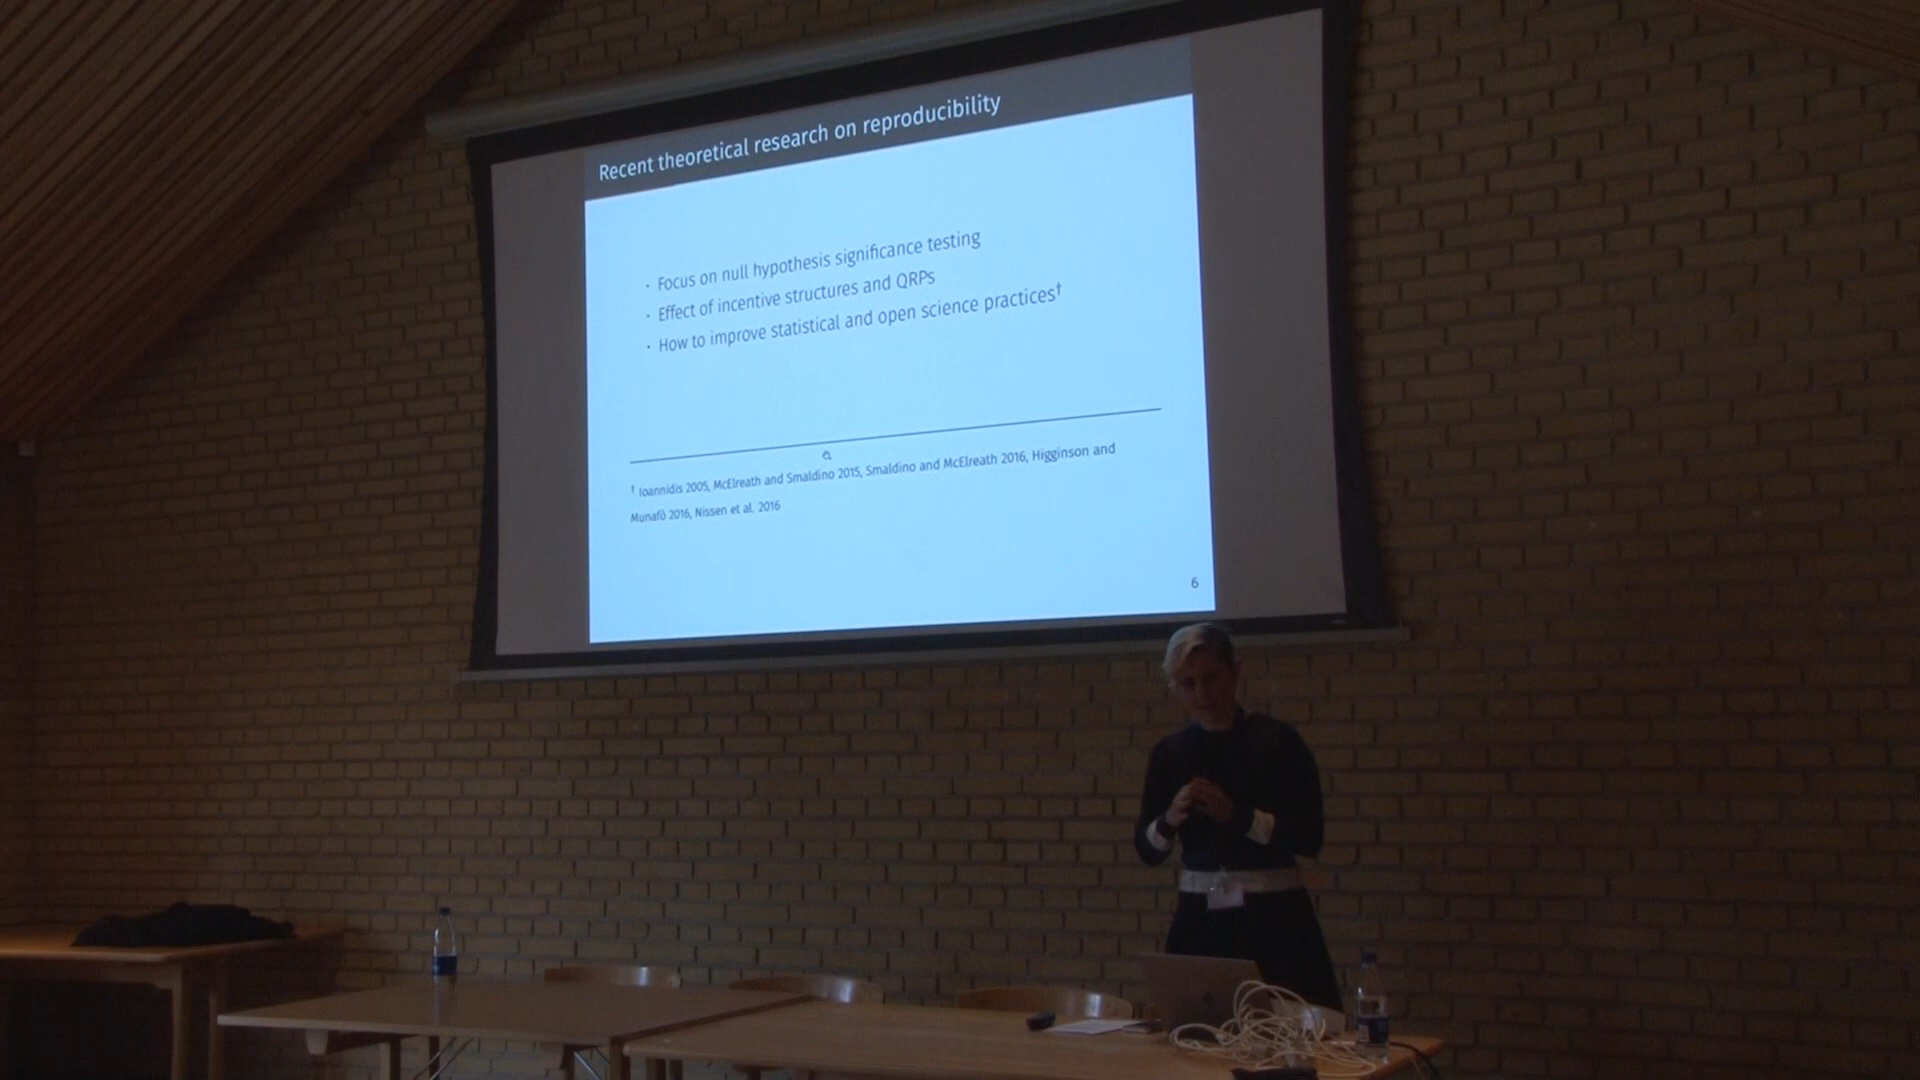 Recent theoretical research on reproducibility
· Focus on null hypothesis significance testing
· Effect of incentive structures and QRPs
· How to improve statistical and open science practices†
† Ioannidis 2005, McElreath and Smaldino 2015, Smaldino and McElreath 2016, Higginson and
Munafò 2016, Nissen et al. 2016
6